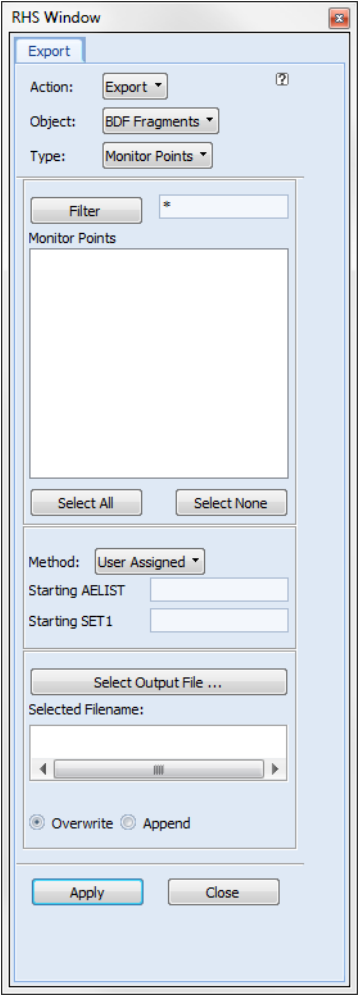 RHS Window
Export
Action: Export
?
Object: BDF Fragments
Type: Monitor Points
Filter *
Monitor Points
Select All Select None
Method: User Assigned
Starting AELIST
Starting SET1
Select Output File ...
Selected Filename:
Overwrite Append
Apply Close